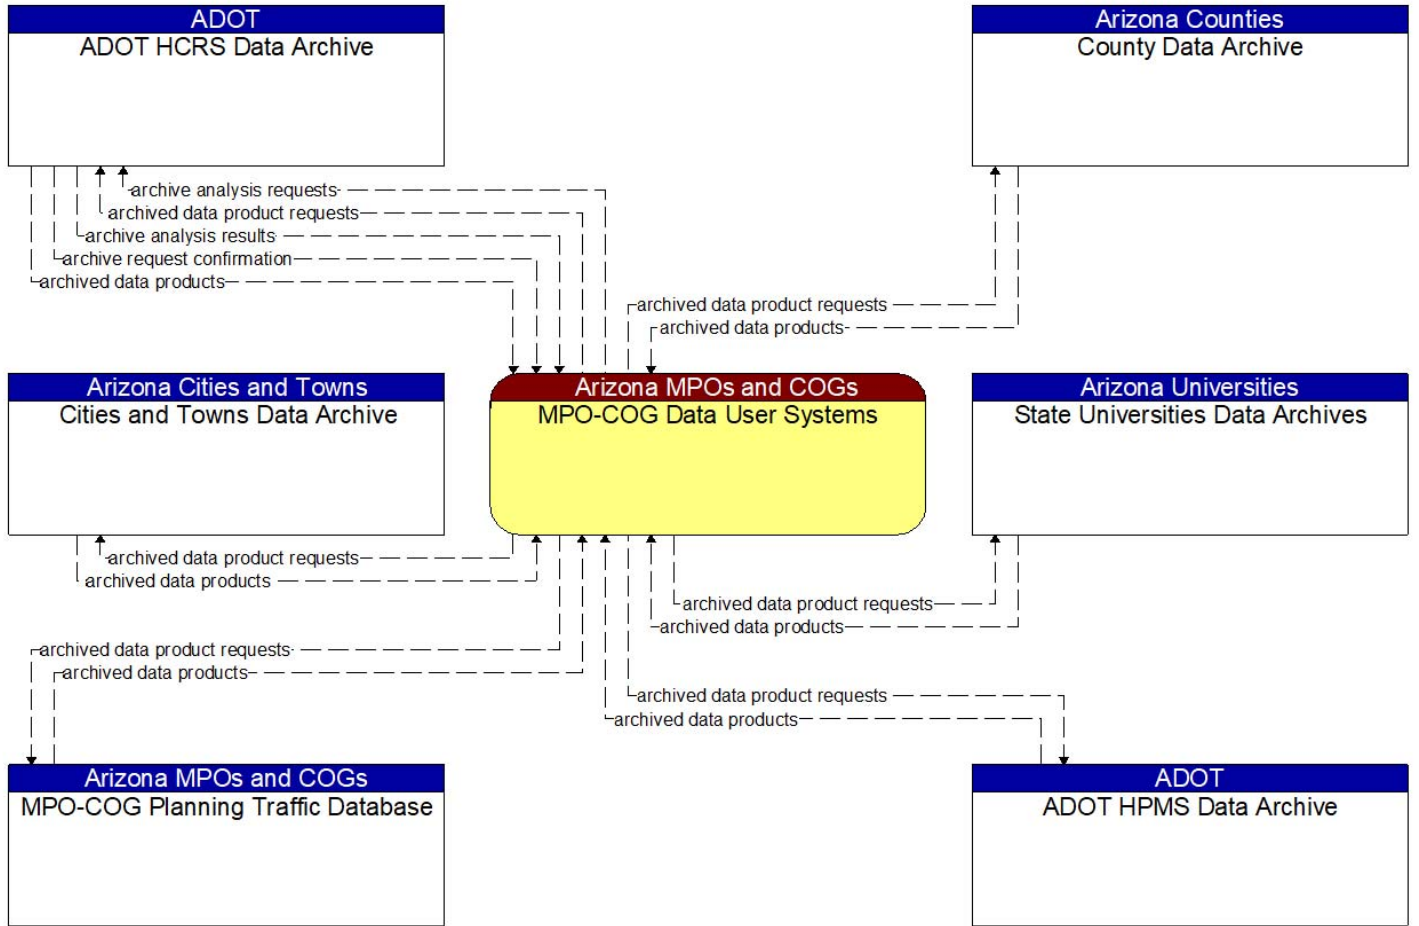 ADOT
ADOT HCRS Data Archive
Arizona Counties
County Data Archive
archive analysis requests
archived data product requests
archive analysis results
archive request confirmation
archived data products
archived data product requests
archived data products
Arizona Cities and Towns
Cities and Towns Data Archive
Arizona MPOs and COGs
MPO-COG Data User Systems
Arizona Universities
State Universities Data Archives
archived data product requests
archived data products
archived data product requests
archived data products
archived data product requests
archived data products
archived data product requests
archived data products
Arizona MPOs and COGs
MPO-COG Planning Traffic Database
ADOT
ADOT HPMS Data Archive